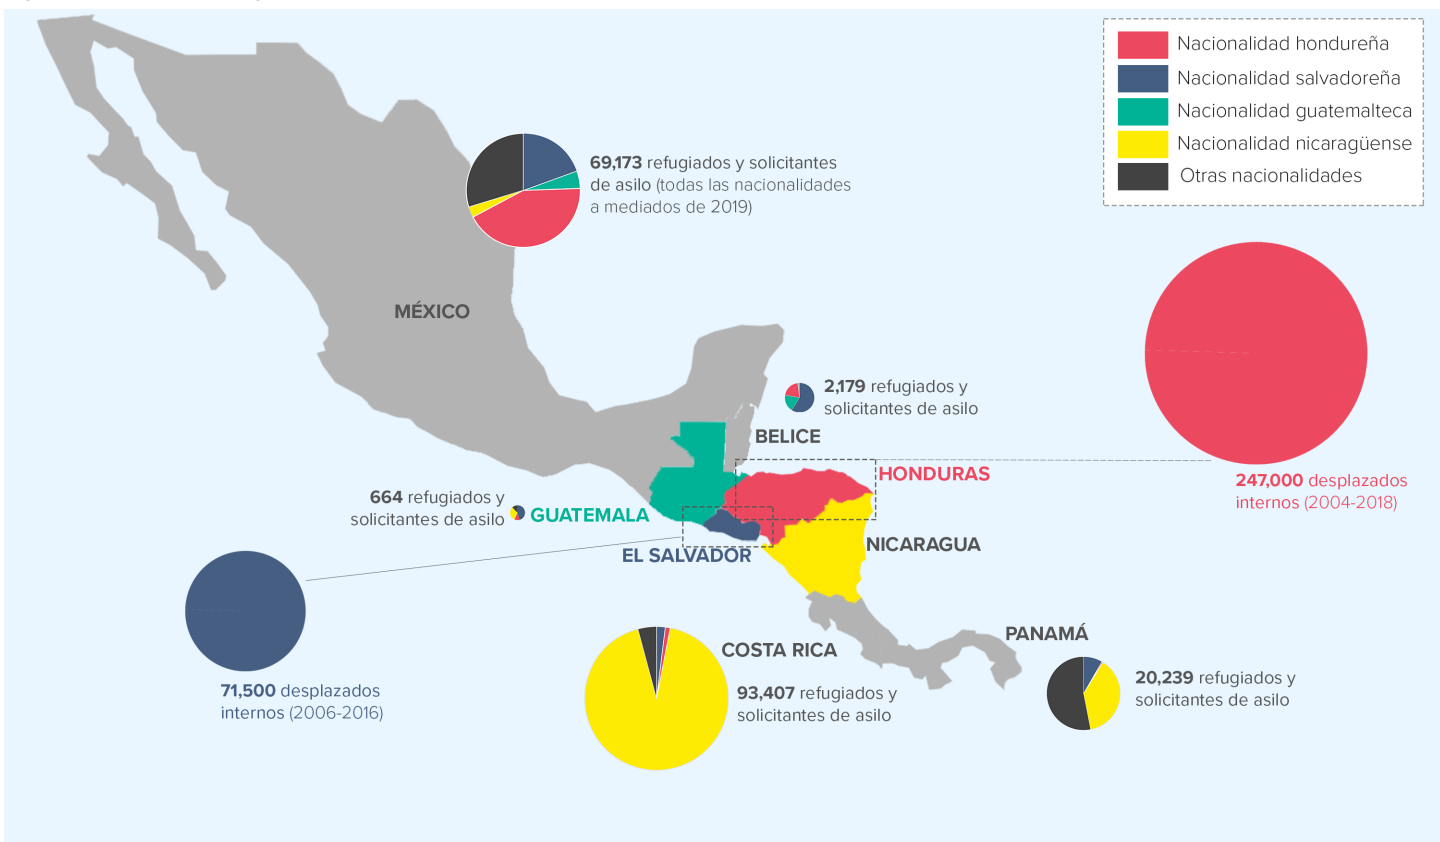 Nacionalidad hondureña
Nacionalidad salvadoreña
Nacionalidad guatemalteca
Nacionalidad nicaragüense
Otras nacionalidades
69,173 refugiados y solicitantes
de asilo (todas las nacionalidades
a mediados de 2019)
MÉXICO
2,179 refugiados y
solicitantes de asilo
BELICE
HONDURAS
247,000 desplazados
internos (2004-2018)
664 refugiados y
solicitantes de asilo
GUATEMALA
EL SALVADOR
NICARAGUA
71,500 desplazados
internos (2006-2016)
COSTA RICA
93,407 refugiados y
solicitantes de asilo
PANAMÁ
20,239 refugiados y
solicitantes de asilo